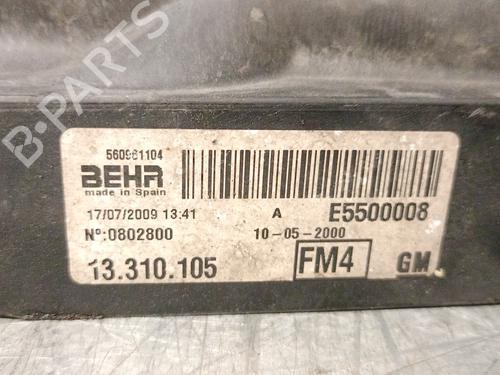 B-PARTS
560961104
BEHR
made in Spain
17/07/2009 13:41 A E5500008
Nº:0802800 10-05-2000
13.310.105 FM4 GM